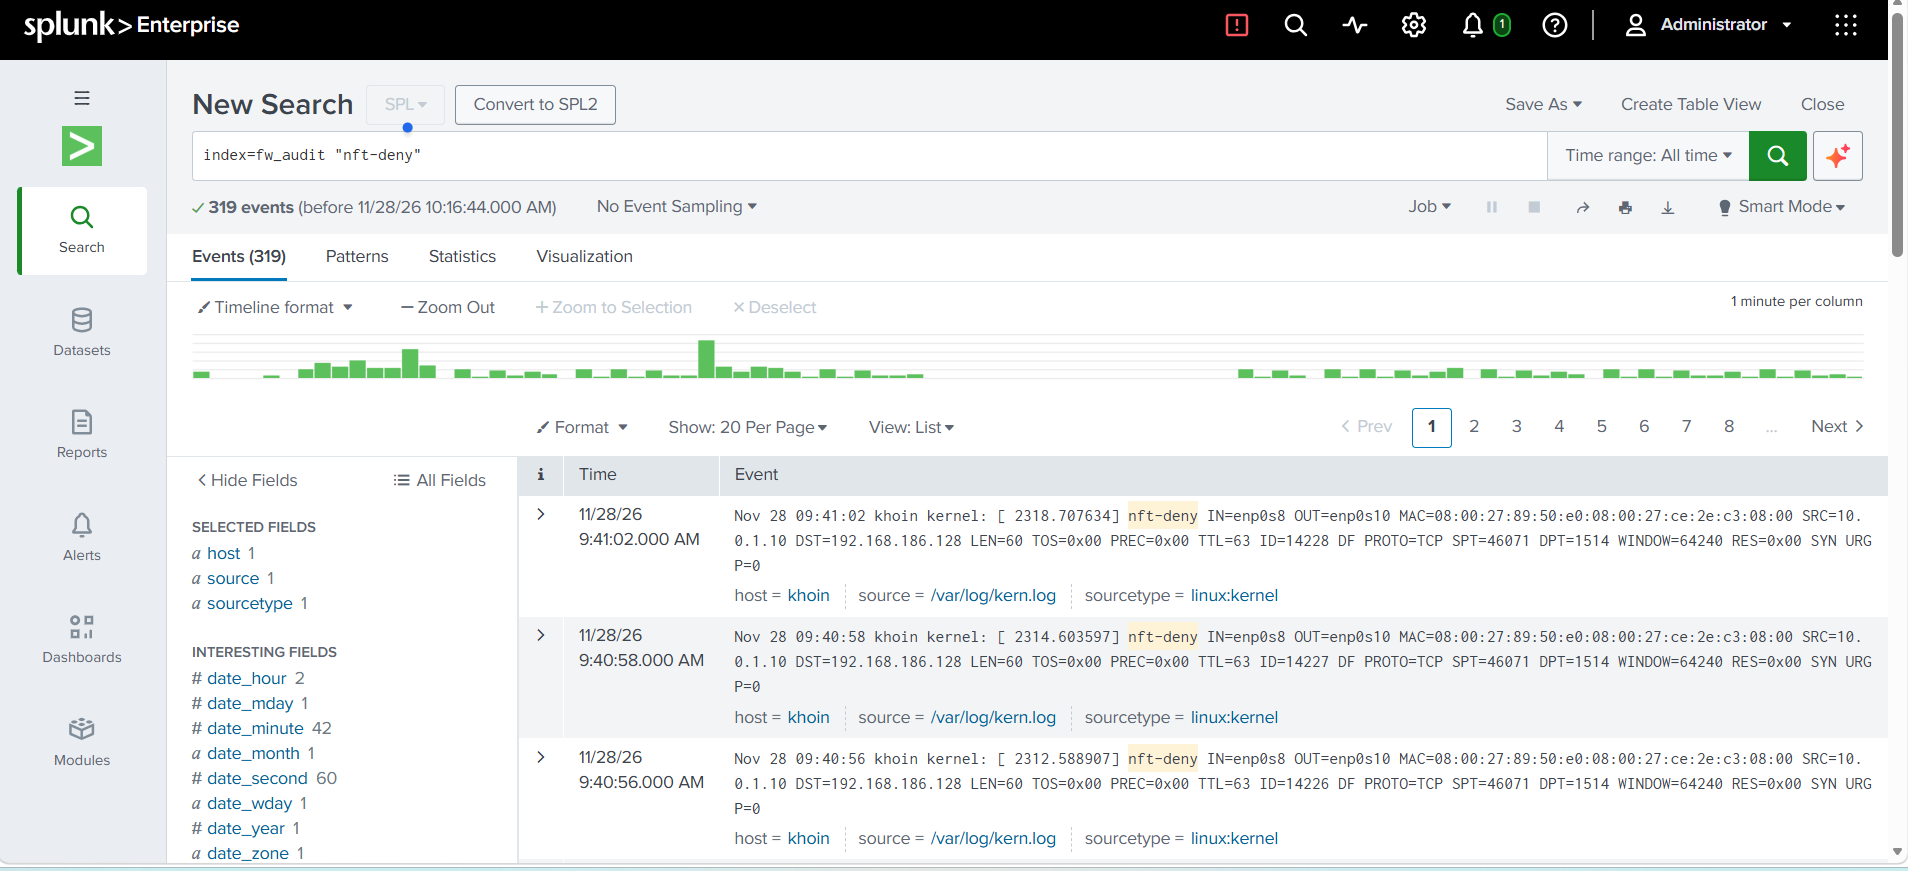 splunk>Enterprise
1
Administrator
New Search
SPL
Convert to SPL2
Save As
Create Table View
Close
index=fw_audit "nft-deny"
Time range: All time
319 events (before 11/28/26 10:16:44.000 AM)
No Event Sampling
Job
Smart Mode
Search
Datasets
Reports
Alerts
Dashboards
Modules
Events (319)
Patterns
Statistics
Visualization
Timeline format
Zoom Out
+ Zoom to Selection
× Deselect
1 minute per column
Format
Show: 20 Per Page
View: List
< Prev
1 2 3 4 5 6 7 8 ...
Next >
< Hide Fields
All Fields
SELECTED FIELDS
a host 1
a source 1
a sourcetype 1
INTERESTING FIELDS
# date_hour 2
# date_mday 1
# date_minute 42
a date_month 1
# date_second 60
a date_wday 1
# date_year 1
a date_zone 1
i Time Event
11/28/26
9:41:02.000 AM
Nov 28 09:41:02 khoin kernel: [ 2318.707634] nft-deny IN=enp0s8 OUT=enp0s10 MAC=08:00:27:89:50:e0:08:00:27:ce:2e:c3:08:00 SRC=10.
0.1.10 DST=192.168.186.128 LEN=60 TOS=0x00 PREC=0x00 TTL=63 ID=14228 DF PROTO=TCP SPT=46071 DPT=1514 WINDOW=64240 RES=0x00 SYN URG
P=0
host = khoin source = /var/log/kern.log sourcetype = linux:kernel
11/28/26
9:40:58.000 AM
Nov 28 09:40:58 khoin kernel: [ 2314.603597] nft-deny IN=enp0s8 OUT=enp0s10 MAC=08:00:27:89:50:e0:08:00:27:ce:2e:c3:08:00 SRC=10.
0.1.10 DST=192.168.186.128 LEN=60 TOS=0x00 PREC=0x00 TTL=63 ID=14227 DF PROTO=TCP SPT=46071 DPT=1514 WINDOW=64240 RES=0x00 SYN URG
P=0
host = khoin source = /var/log/kern.log sourcetype = linux:kernel
11/28/26
9:40:56.000 AM
Nov 28 09:40:56 khoin kernel: [ 2312.588907] nft-deny IN=enp0s8 OUT=enp0s10 MAC=08:00:27:89:50:e0:08:00:27:ce:2e:c3:08:00 SRC=10.
0.1.10 DST=192.168.186.128 LEN=60 TOS=0x00 PREC=0x00 TTL=63 ID=14226 DF PROTO=TCP SPT=46071 DPT=1514 WINDOW=64240 RES=0x00 SYN URG
P=0
host = khoin source = /var/log/kern.log sourcetype = linux:kernel